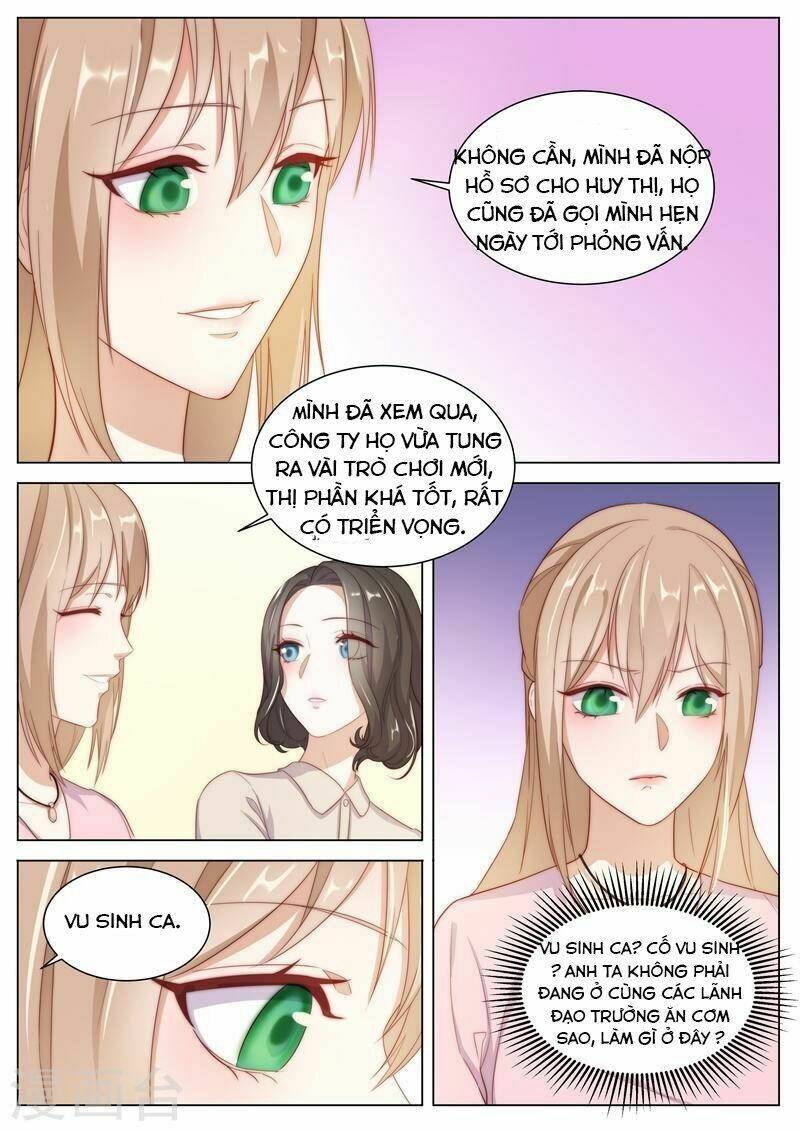 KHÔNG CẦN, MÌNH ĐÃ NỘP
HỒ SƠ CHO HUY THỊ, HỌ
CŨNG ĐÃ GỌI MÌNH HẸN
NGÀY TỚI PHỎNG VẤN.
MÌNH ĐÃ XEM QUA,
CÔNG TY HỌ VỪA TUNG
RA VÀI TRÒ CHƠI MỚI,
THỊ PHẦN KHÁ TỐT, RẤT
CÓ TRIỂN VỌNG.
VU SINH CA.
VU SINH CA? CỐ VU SINH
? ANH TA KHÔNG PHẢI
ĐANG Ở CÙNG CÁC LÃNH
ĐẠO TRƯỜNG ĂN CƠM
SAO, LÀM GÌ Ở ĐÂY ?
漫画台